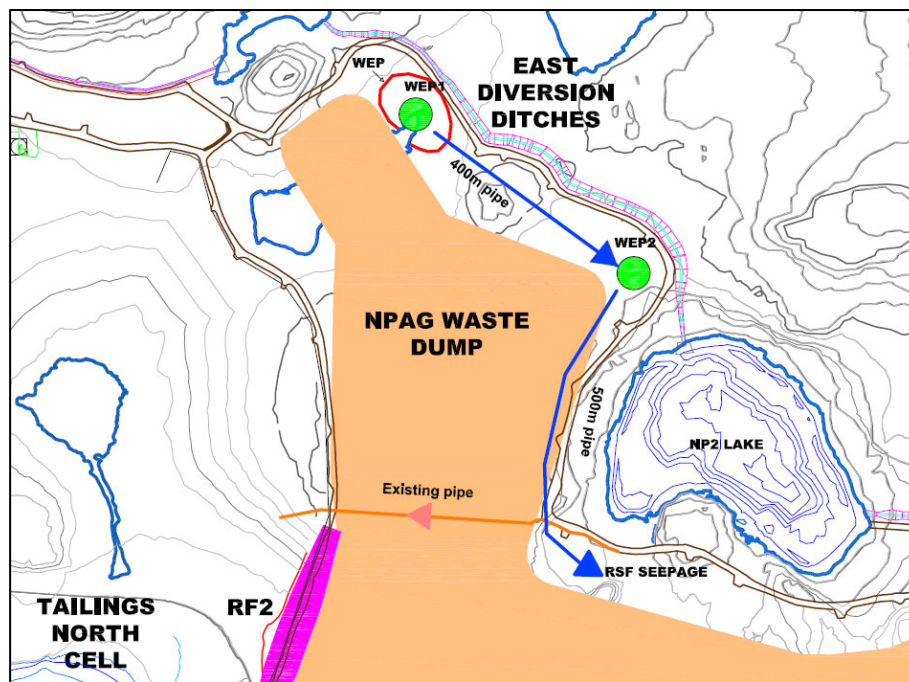 WEP
WEP1
EAST
DIVERSION
DITCHES
400m pipe
WEP2
NPAG WASTE
DUMP
500m pipe
NP2 LAKE
Existing pipe
RSF SEEPAGE
TAILINGS
NORTH
CELL
RF2